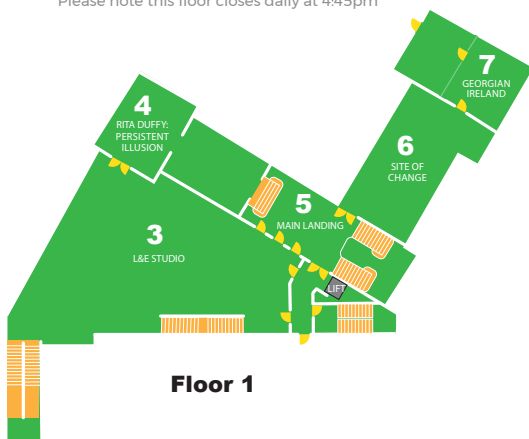 Please note this floor closes daily at 4:45pm
7
GEORGIAN
IRELAND
4
RITA DUFFY:
PERSISTENT
ILLUSION
6
SITE OF
CHANGE
5
MAIN LANDING
3
L&E STUDIO
LIFT
Floor 1